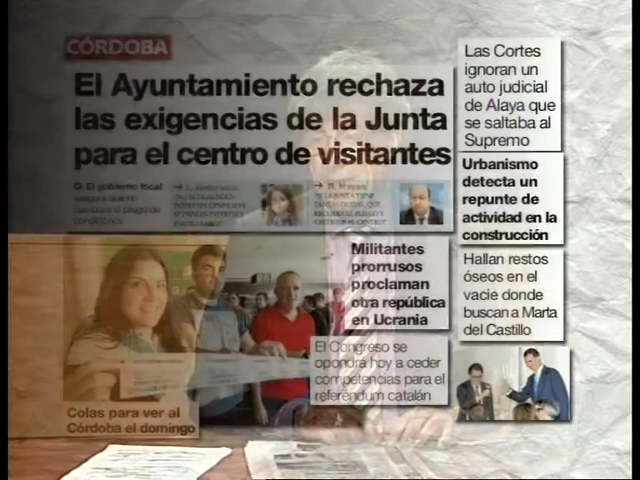 CÓRDOBA
El Ayuntamiento rechaza
las exigencias de la Junta
para el centro de visitantes
El gobierno local
Militantes
prorrusos
proclaman
otra república
en Ucrania
El Congreso se
opondrá hoy a ceder
competencias para el
referéndum catalán
Colas para ver al
Córdoba el domingo
Las Cortes
ignoran un
auto judicial
de Alaya que
se saltaba al
Supremo
Urbanismo
detecta un
repunte de
actividad en la
construcción
Hallan restos
óseos en el
vacie donde
buscan a Marta
del Castillo